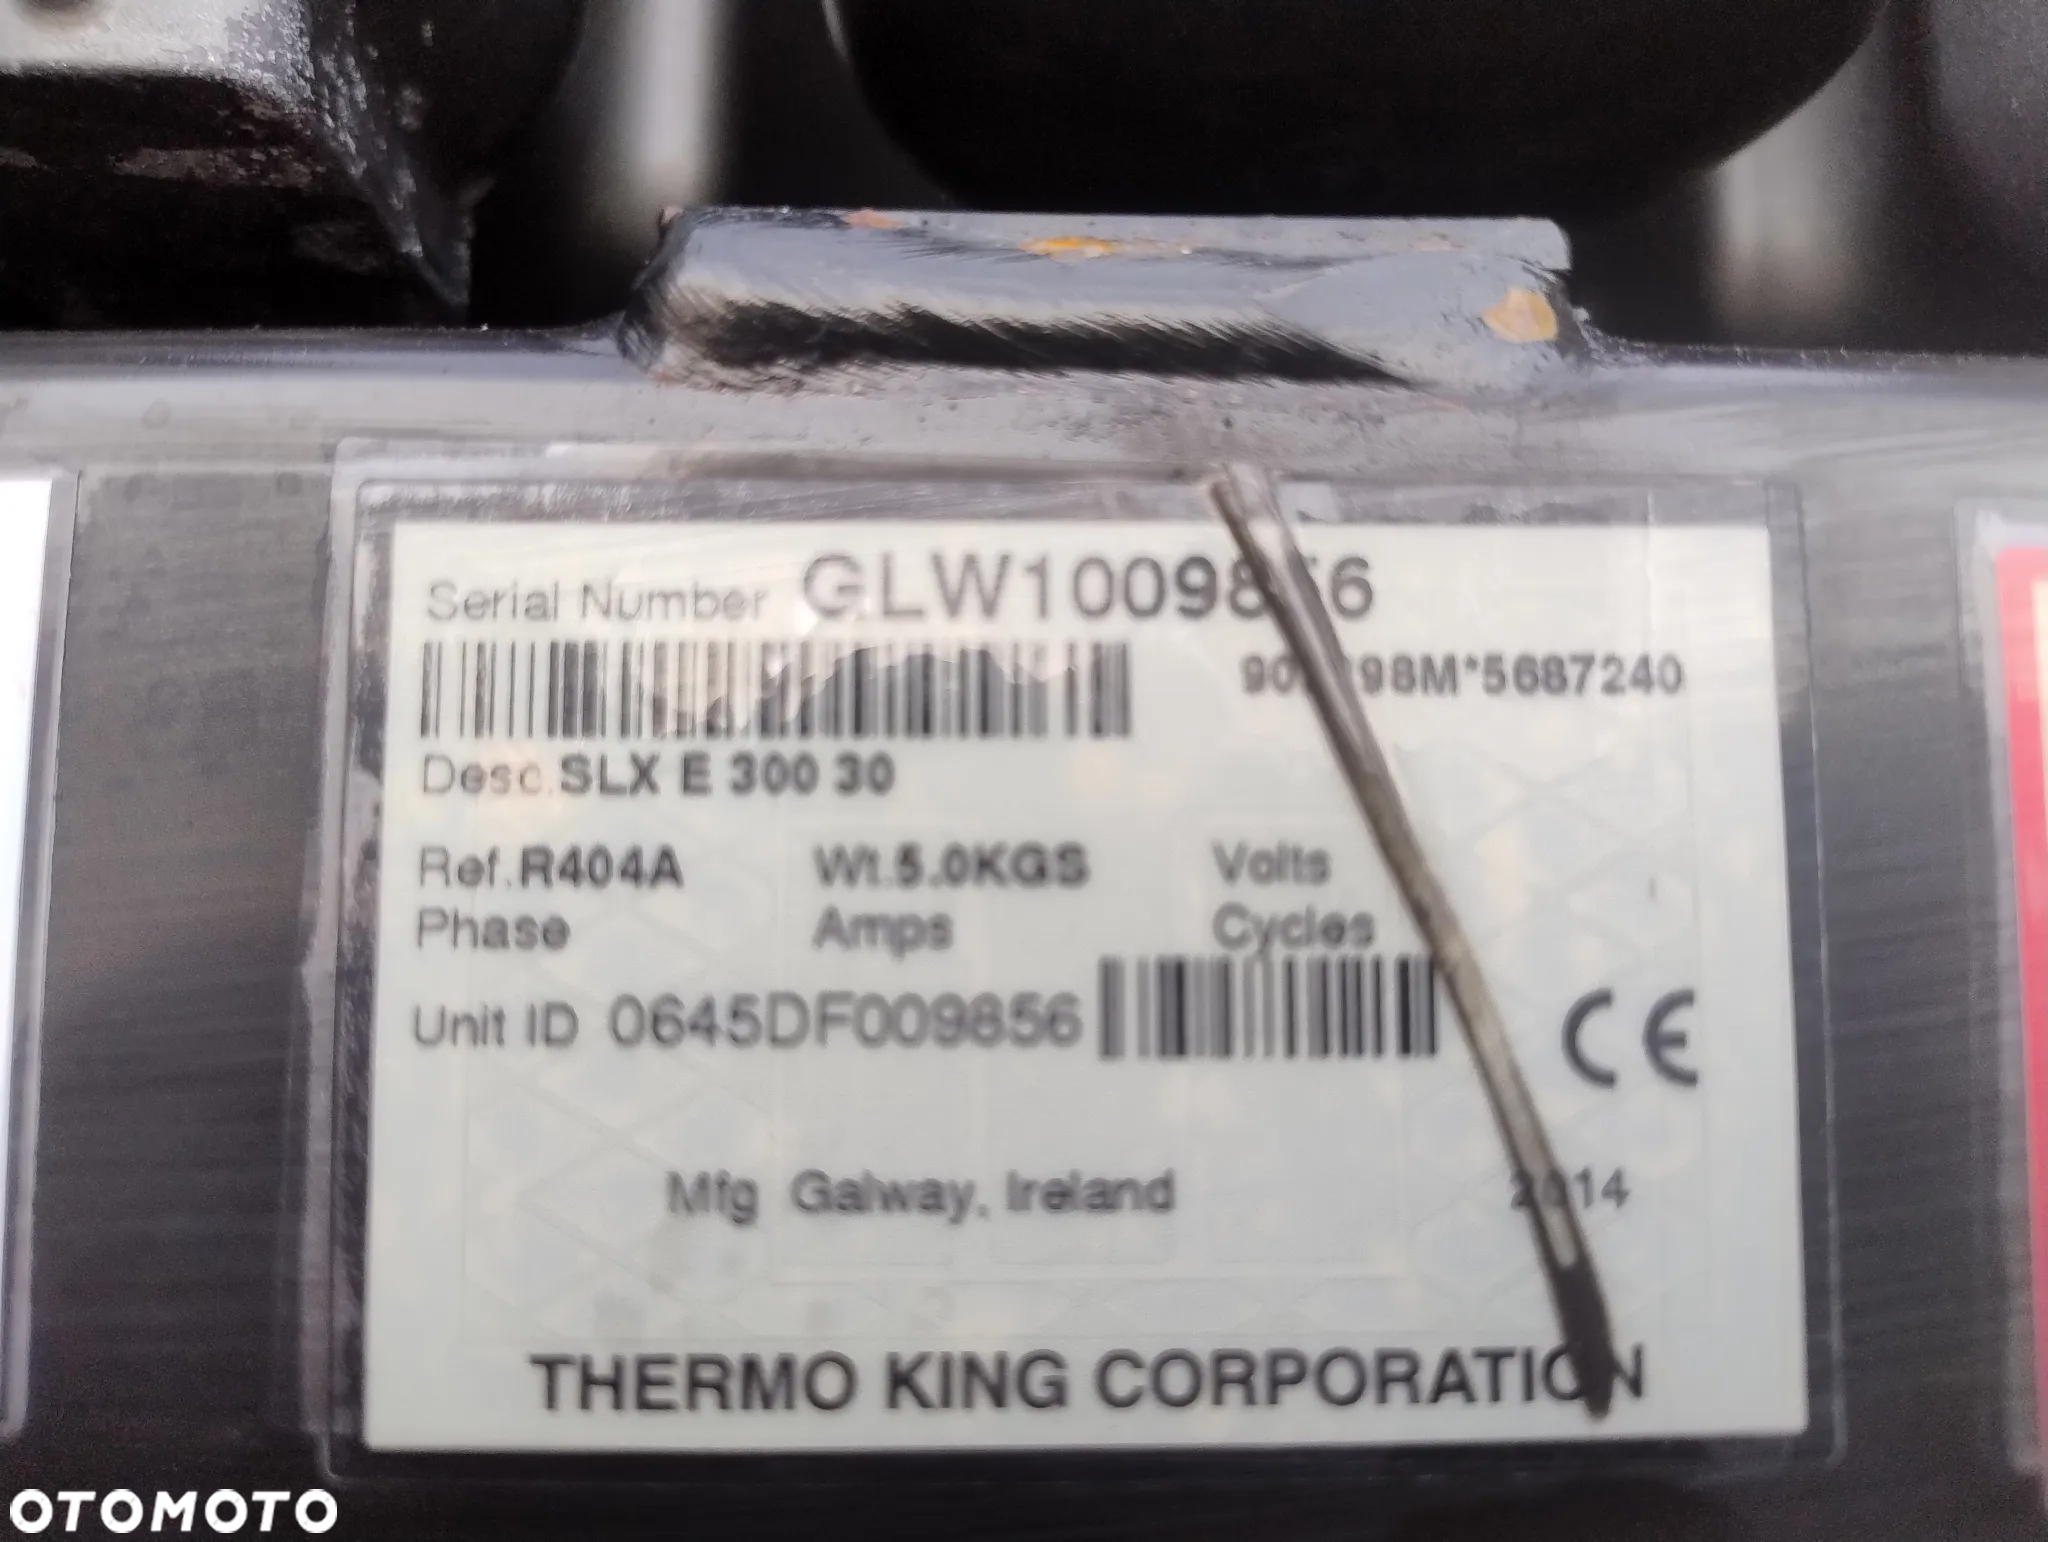 Serial Number
Desc. SLX E 300 30
Ref. R404A Wt. 5.0KGS Volts
Phase Amps Cycles
Unit ID 0645DF009856
CE
Mfg Galway, Ireland 2014
THERMO KING CORPORATION
OTOMOTO